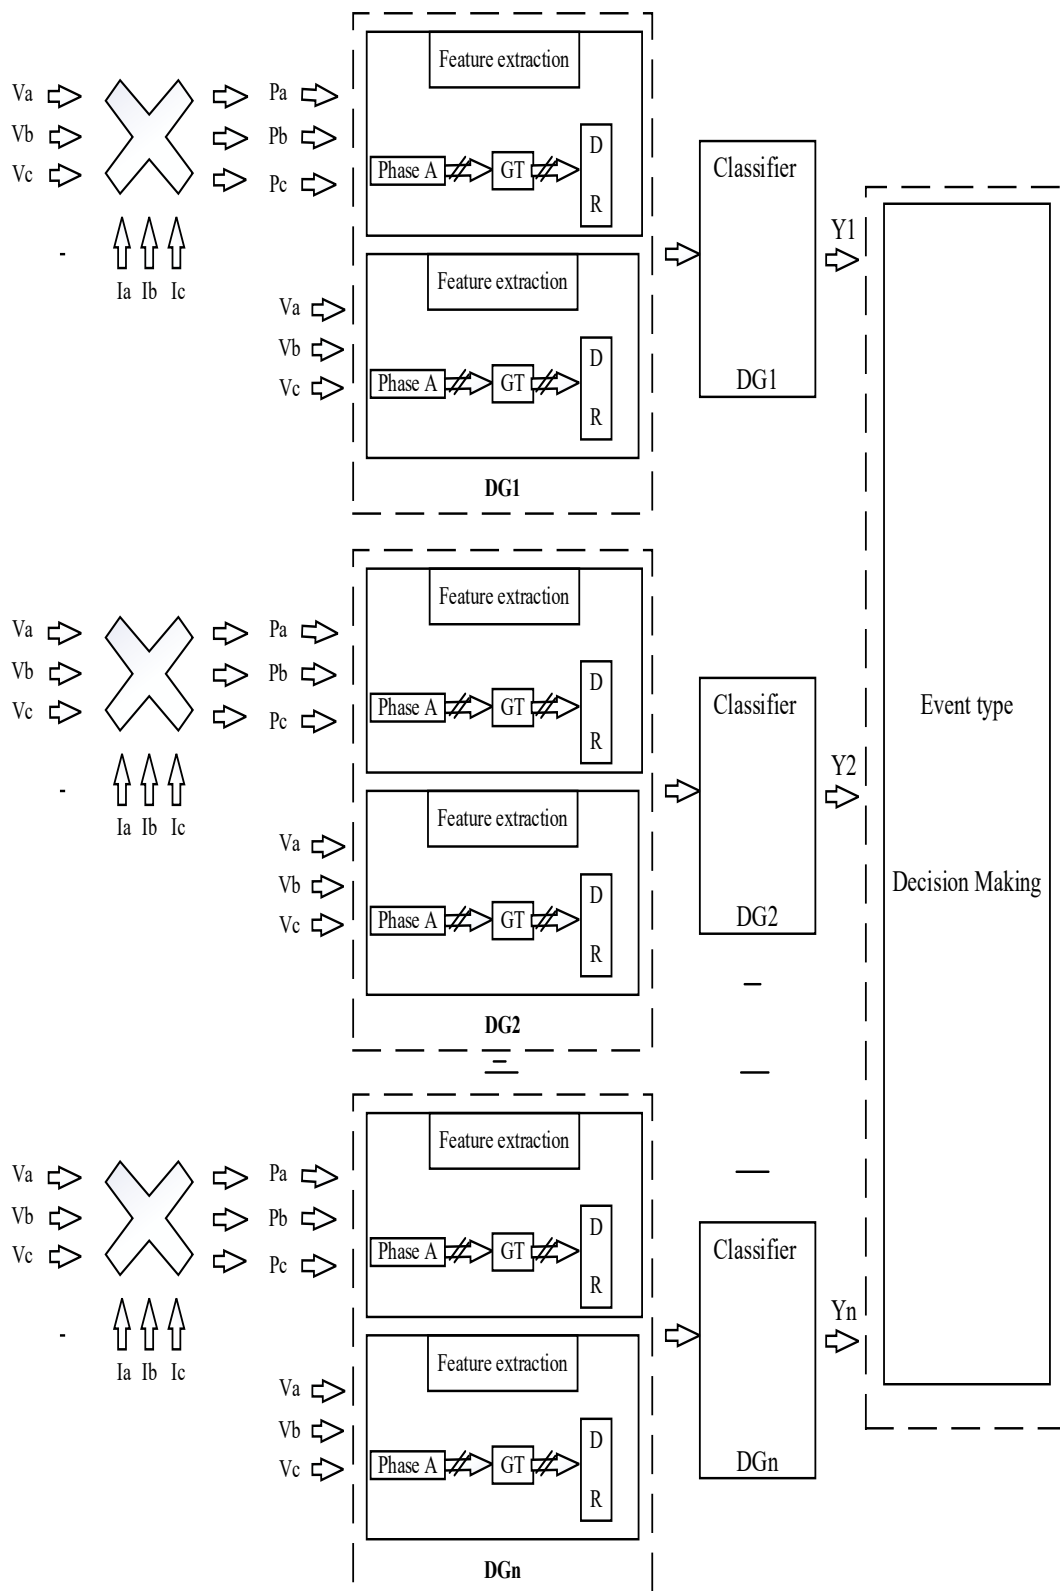 Feature extraction
Va
Pa
Vb
Pb
Vc
Pc
Phase A
GT
D
R
Classifier
DG1
Y1
-
Ia Ib Ic
Feature extraction
Va
Vb
Vc
Phase A
GT
D
R
DG1
Feature extraction
Va
Pa
Vb
Pb
Vc
Pc
Phase A
GT
D
R
Classifier
DG2
Y2
-
Ia Ib Ic
Feature extraction
Va
Vb
Vc
Phase A
GT
D
R
DG2
Feature extraction
Va
Pa
Vb
Pb
Vc
Pc
Phase A
GT
D
R
Classifier
DGn
Yn
-
Ia Ib Ic
Feature extraction
Va
Vb
Vc
Phase A
GT
D
R
DGn
Event type
Decision Making